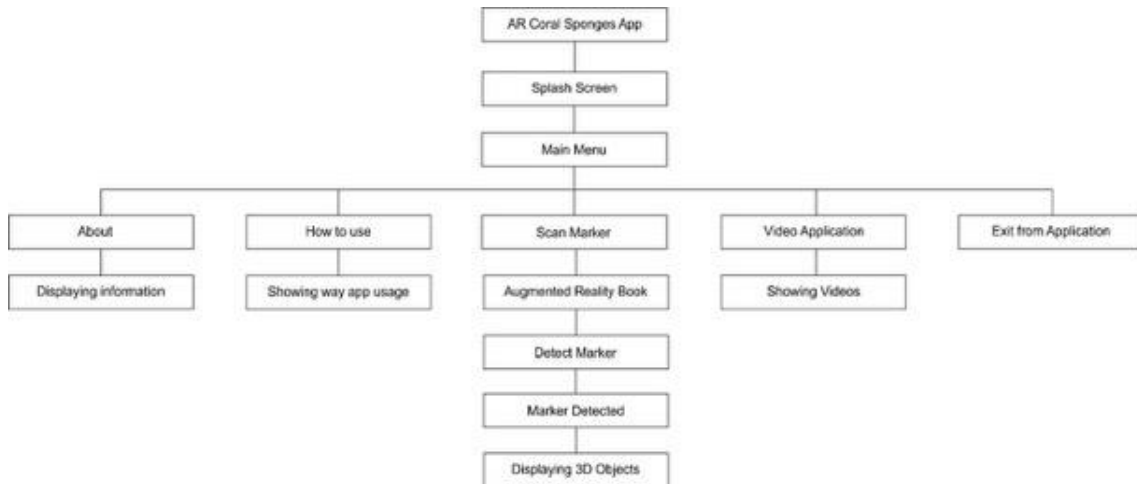 AR Coral Sponges App
Splash Screen
Main Menu
About
How to use
Scan Marker
Video Application
Exit from Application
Displaying information
Showing way app usage
Augmented Reality Book
Showing Videos
Detect Marker
Marker Detected
Displaying 3D Objects